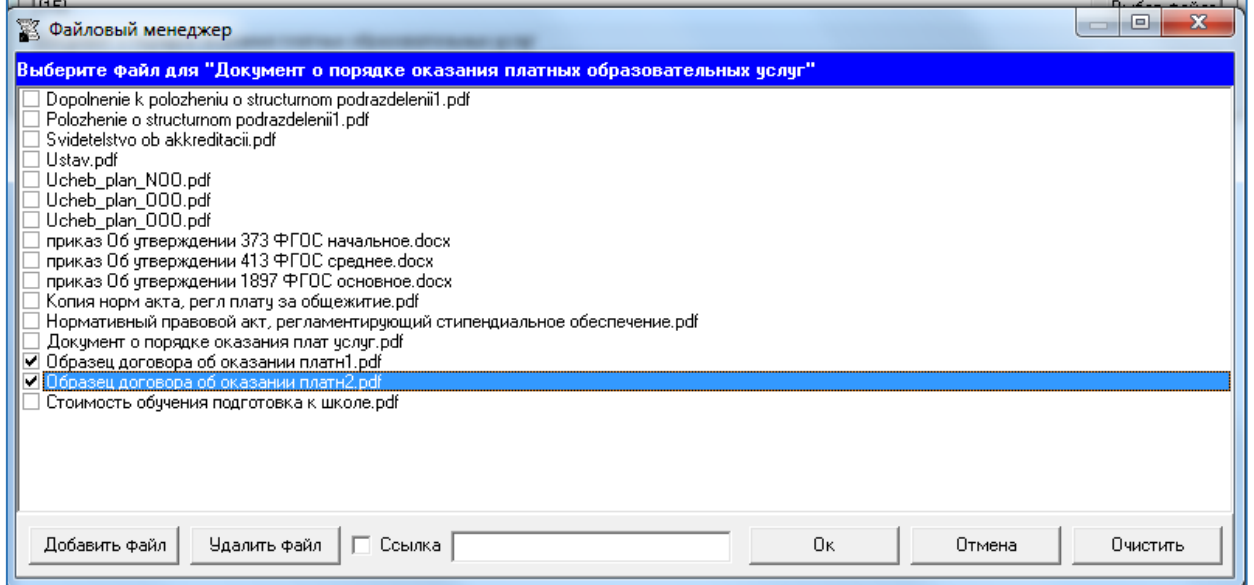 Файловый менеджер
Выберите файл для "Документ о порядке оказания платных образовательных услуг"
Dopolnenie k polozheniu o structurnom podrazdelenii1.pdf
Polozhenie o structurnom podrazdelenii1.pdf
Svidetelstvo ob akkreditacii.pdf
Ustav.pdf
Ucheb_plan_NOO.pdf
Ucheb_plan_OOO.pdf
Ucheb_plan_OOO.pdf
приказ Об утверждении 373 ФГОС начальное.docx
приказ Об утверждении 413 ФГОС среднее.docx
приказ Об утверждении 1897 ФГОС основное.docx
Копия норм акта, регл плату за общежитие.pdf
Нормативный правовой акт, регламентирующий стипендиальное обеспечение.pdf
Документ о порядке оказания плат услуг.pdf
Образец договора об оказании платн1.pdf
Образец договора об оказании платн2.pdf
Стоимость обучения подготовка к школе.pdf
Добавить файл Удалить файл Ссылка Ок Отмена Очистить